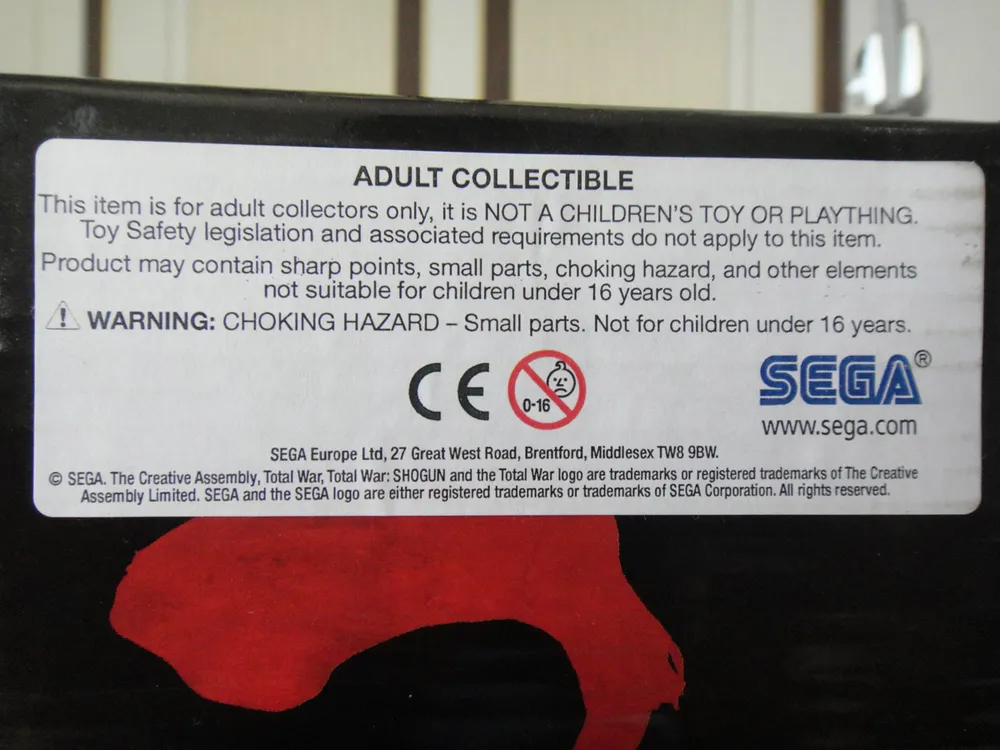 ADULT COLLECTIBLE
This item is for adult collectors only, it is NOT A CHILDREN'S TOY OR PLAYTHING.
Toy Safety legislation and associated requirements do not apply to this item.
Product may contain sharp points, small parts, choking hazard, and other elements
not suitable for children under 16 years old.
WARNING: CHOKING HAZARD – Small parts. Not for children under 16 years.
CE 0-16 SEGA®
www.sega.com
SEGA Europe Ltd, 27 Great West Road, Brentford, Middlesex TW8 9BW.
© SEGA. The Creative Assembly, Total War, Total War: SHOGUN and the Total War logo are trademarks or registered trademarks of The Creative
Assembly Limited. SEGA and the SEGA logo are either registered trademarks or trademarks of SEGA Corporation. All rights reserved.